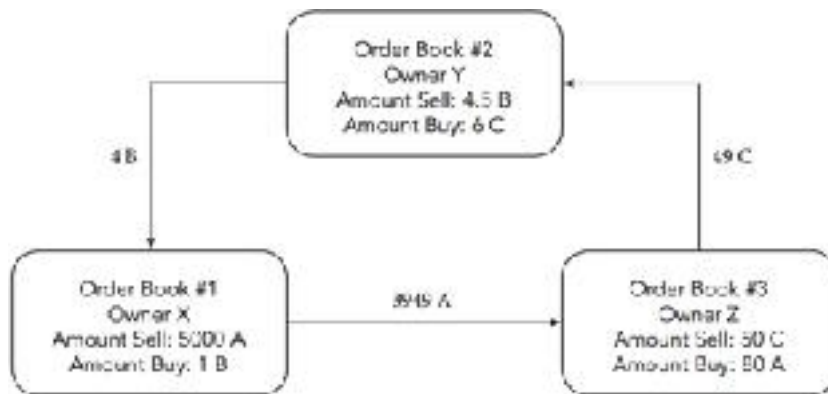 Order Book #2
Owner Y
Amount Sell: 4.5 B
Amount Buy: 6 C
4 B
49 C
Order Book #1
Owner X
Amount Sell: 5000 A
Amount Buy: 1 B
A
Order Book #3
Owner Z
Amount Sell: 50 C
Amount Buy: 80 A